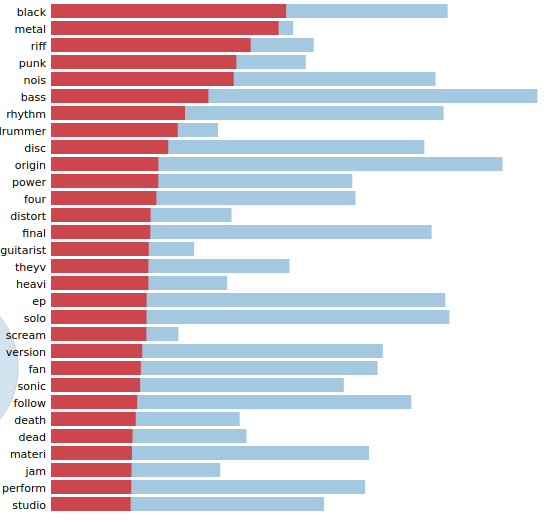 black
metal
riff
punk
nois
bass
rhythm
drummer
disc
origin
power
four
distort
final
guitarist
theyv
heavi
ep
solo
scream
version
fan
sonic
follow
death
dead
materi
jam
perform
studio